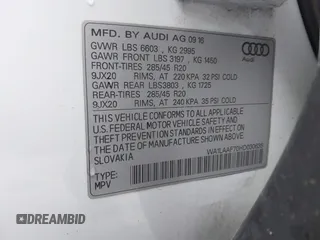 MFD. BY AUDI AG 09 16
GVWR LBS 6603 , KG 2995
GAWR FRONT LBS 3197 , KG 1450
FRONT-TIRES 285/45 R20
9JX20 RIMS, AT 220 KPA 32 PSI COLD
GAWR REAR LBS3803 , KG 1725
REAR-TIRES 285/45 R20
9JX20 RIMS, AT 240 KPA 35 PSI COLD
THIS VEHICLE CONFORMS TO ALL APPLICABLE
U.S. FEDERAL MOTOR VEHICLE SAFETY AND
THEFT PREVENTION STANDARDS IN EFFECT ON THE
DATE OF MANUFACTURE SHOWN ABOVE.
SLOVAKIA
TYPE:
MPV
Audi
DREAMBID